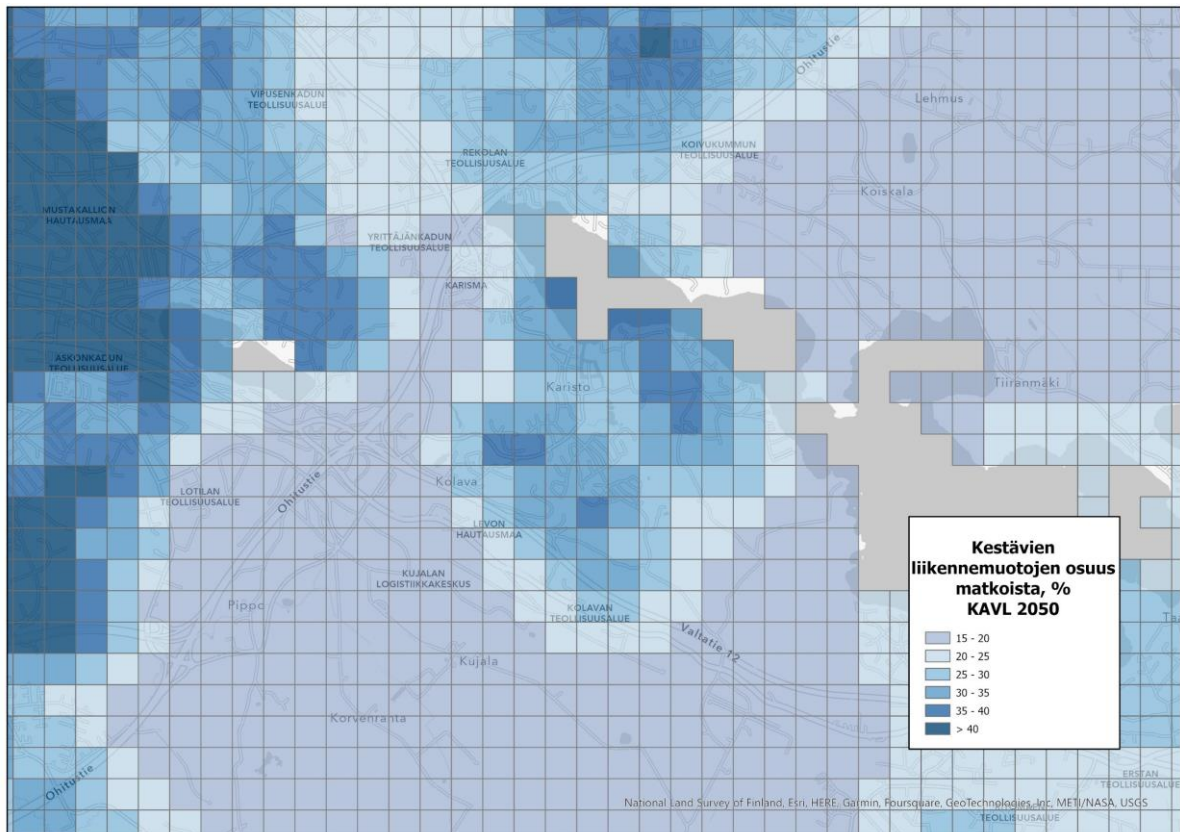 Ohitustie
VIPUSENKADUN
TEOLLISUUSALUE
Lehmus
REKOLAN
TEOLLISUUSALUE
KOIVUKUMMUN
TEOLLISUUSALUE
Koiskala
MUSTAKALLION
HAUTAUSMAA
YRITTÄJÄNKADUN
TEOLLISUUSALUE
KARISMA
ASKONKADUN
TEOLLISUUSALUE
Karisto
Tiiranmäki
Kolava
Ohitustie
LOTILAN
TEOLLISUUSALUE
LEVON
HAUTAUSMAA
KUJALAN
LOGISTIIKKAKESKUS
Pippo
KOLAVAN
TEOLLISUUSALUE
Valtatie 12
Kujala
Korvenranta
Kestävien
liikennemuotojen osuus
matkoista, %
KAVL 2050
15 - 20
20 - 25
25 - 30
30 - 35
35 - 40
> 40
Ohitustie
ERSTAN
TEOLLISUUSALUE
National Land Survey of Finland, Esri, HERE, Garmin, Foursquare, GeoTechnologies, Inc, METI/NASA, USGS
TEOLLISUUSALUE